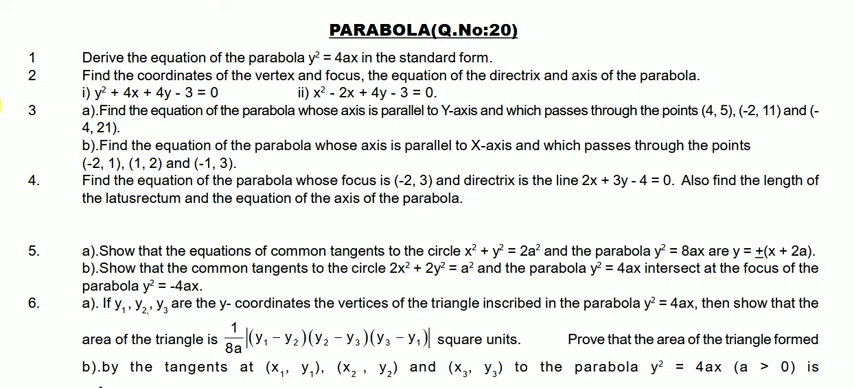 PARABOLA(Q.No:20)
1 Derive the equation of the parabola y² = 4ax in the standard form.
2 Find the coordinates of the vertex and focus, the equation of the directrix and axis of the parabola.
i) y² + 4x + 4y - 3 = 0 ii) x² - 2x + 4y - 3 = 0.
3 a).Find the equation of the parabola whose axis is parallel to Y-axis and which passes through the points (4, 5), (-2, 11) and (-
4, 21).
b).Find the equation of the parabola whose axis is parallel to X-axis and which passes through the points
(-2, 1), (1, 2) and (-1, 3).
4. Find the equation of the parabola whose focus is (-2, 3) and directrix is the line 2x + 3y - 4 = 0. Also find the length of
the latusrectum and the equation of the axis of the parabola.
5. a).Show that the equations of common tangents to the circle x² + y² = 2a² and the parabola y² = 8ax are y = ±(x + 2a).
b).Show that the common tangents to the circle 2x² + 2y² = a² and the parabola y² = 4ax intersect at the focus of the
parabola y² = -4ax.
6. a). If y₁, y₂, y₃ are the y- coordinates the vertices of the triangle inscribed in the parabola y² = 4ax, then show that the
area of the triangle is 1/8a |(y₁ − y₂)(y₂ − y₃)(y₃ − y₁)| square units. Prove that the area of the triangle formed
b).by the tangents at (x₁, y₁), (x₂, y₂) and (x₃, y₃) to the parabola y² = 4ax (a > 0) is